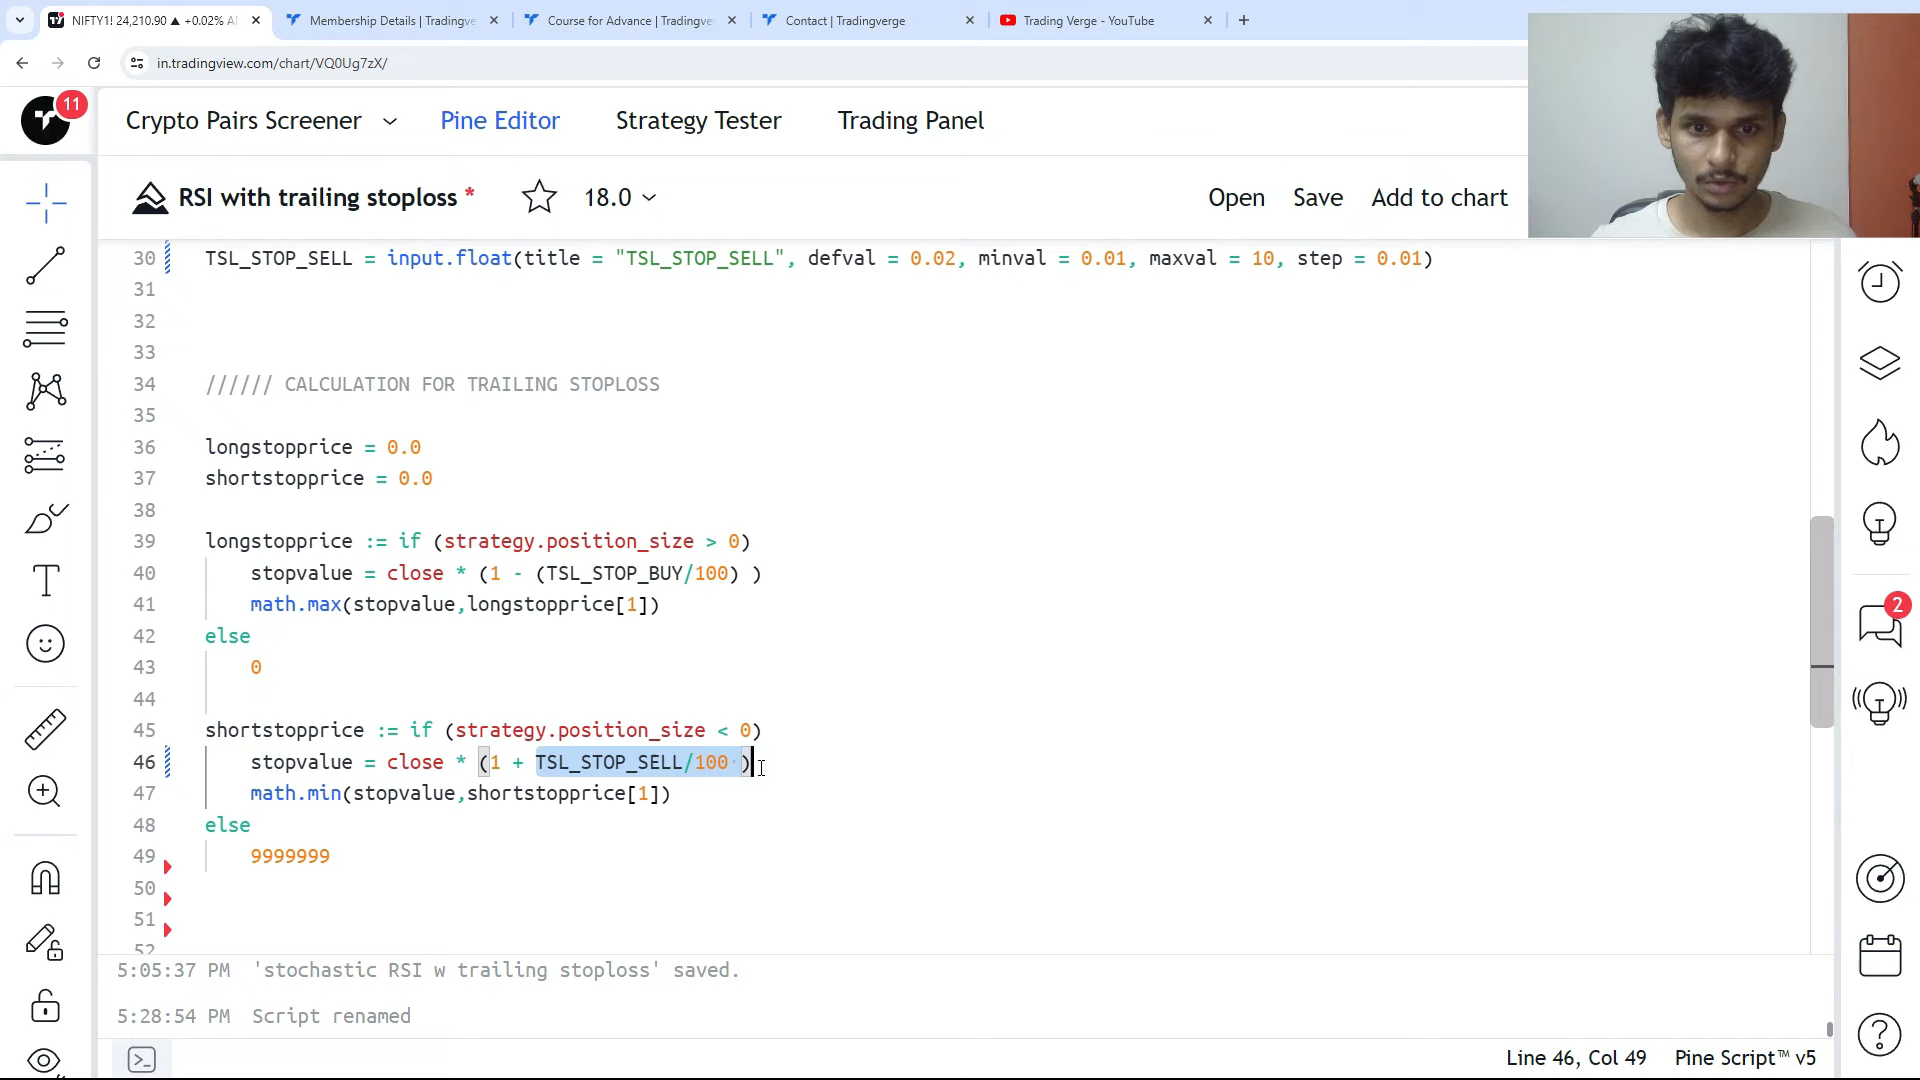 NIFTY1! 24,210.90 ▲ +0.02%
Membership Details | Tradingve
Course for Advance | Tradingve
Contact | Tradingverge
Trading Verge - YouTube
in.tradingview.com/chart/VQ0Ug7zX/
11
Crypto Pairs Screener
Pine Editor
Strategy Tester
Trading Panel
RSI with trailing stoploss *
18.0
Open
Save
Add to chart
30 TSL_STOP_SELL = input.float(title = "TSL_STOP_SELL", defval = 0.02, minval = 0.01, maxval = 10, step = 0.01)
31
32
33
34 ////// CALCULATION FOR TRAILING STOPLOSS
35
36 longstopprice = 0.0
37 shortstopprice = 0.0
38
39 longstopprice := if (strategy.position_size > 0)
40 stopvalue = close * (1 - (TSL_STOP_BUY/100) )
41 math.max(stopvalue,longstopprice[1])
42 else
43 0
44
45 shortstopprice := if (strategy.position_size < 0)
46 stopvalue = close * (1 + TSL_STOP_SELL/100 )
47 math.min(stopvalue,shortstopprice[1])
48 else
49 9999999
50
51
52
2
5:05:37 PM 'stochastic RSI w trailing stoploss' saved.
5:28:54 PM Script renamed
Line 46, Col 49
Pine Script™ v5